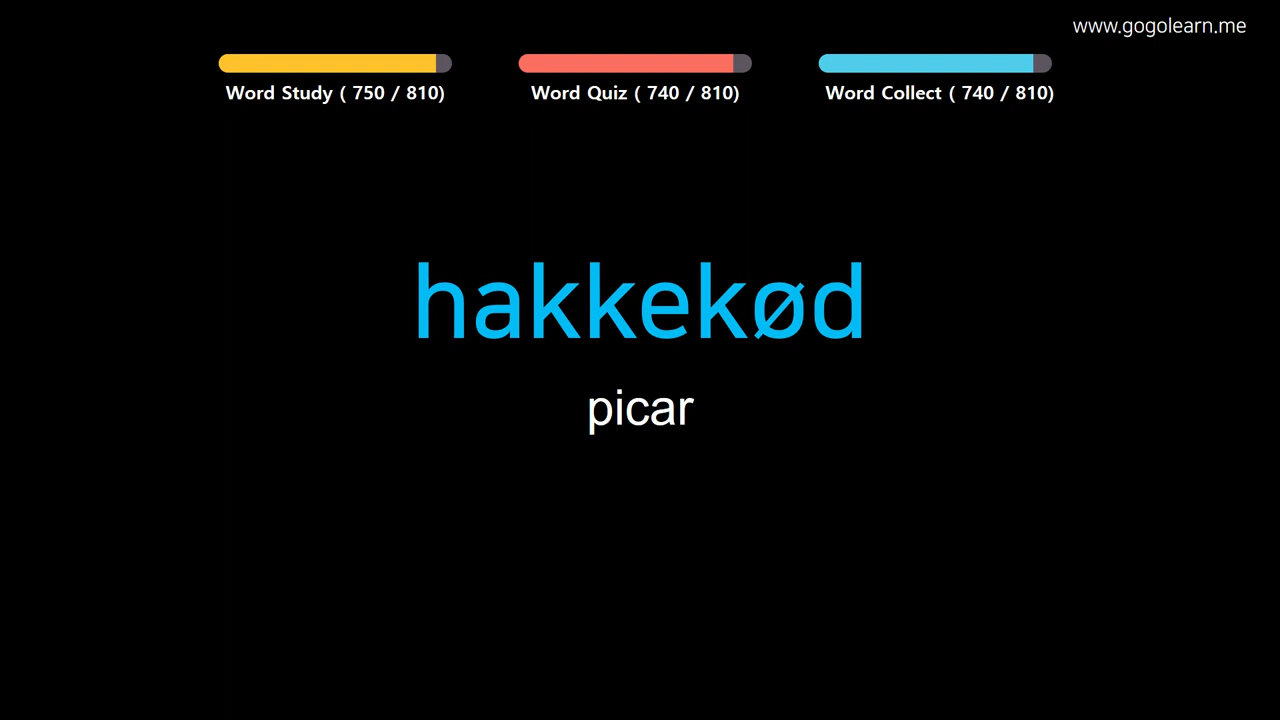 www.gogolearn.me
Word Study ( 750 / 810)
Word Quiz ( 740 / 810)
Word Collect ( 740 / 810)
hakkekød
picar